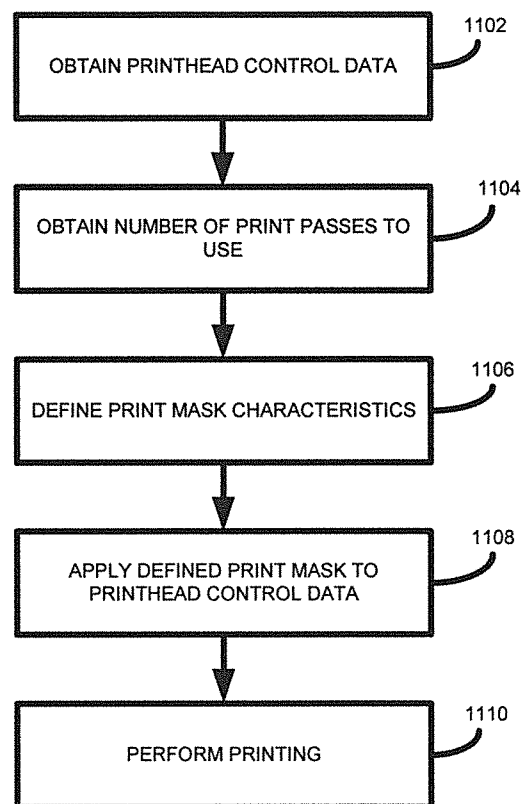 1102
OBTAIN PRINTHEAD CONTROL DATA
1104
OBTAIN NUMBER OF PRINT PASSES TO
USE
1106
DEFINE PRINT MASK CHARACTERISTICS
1108
APPLY DEFINED PRINT MASK TO
PRINTHEAD CONTROL DATA
1110
PERFORM PRINTING